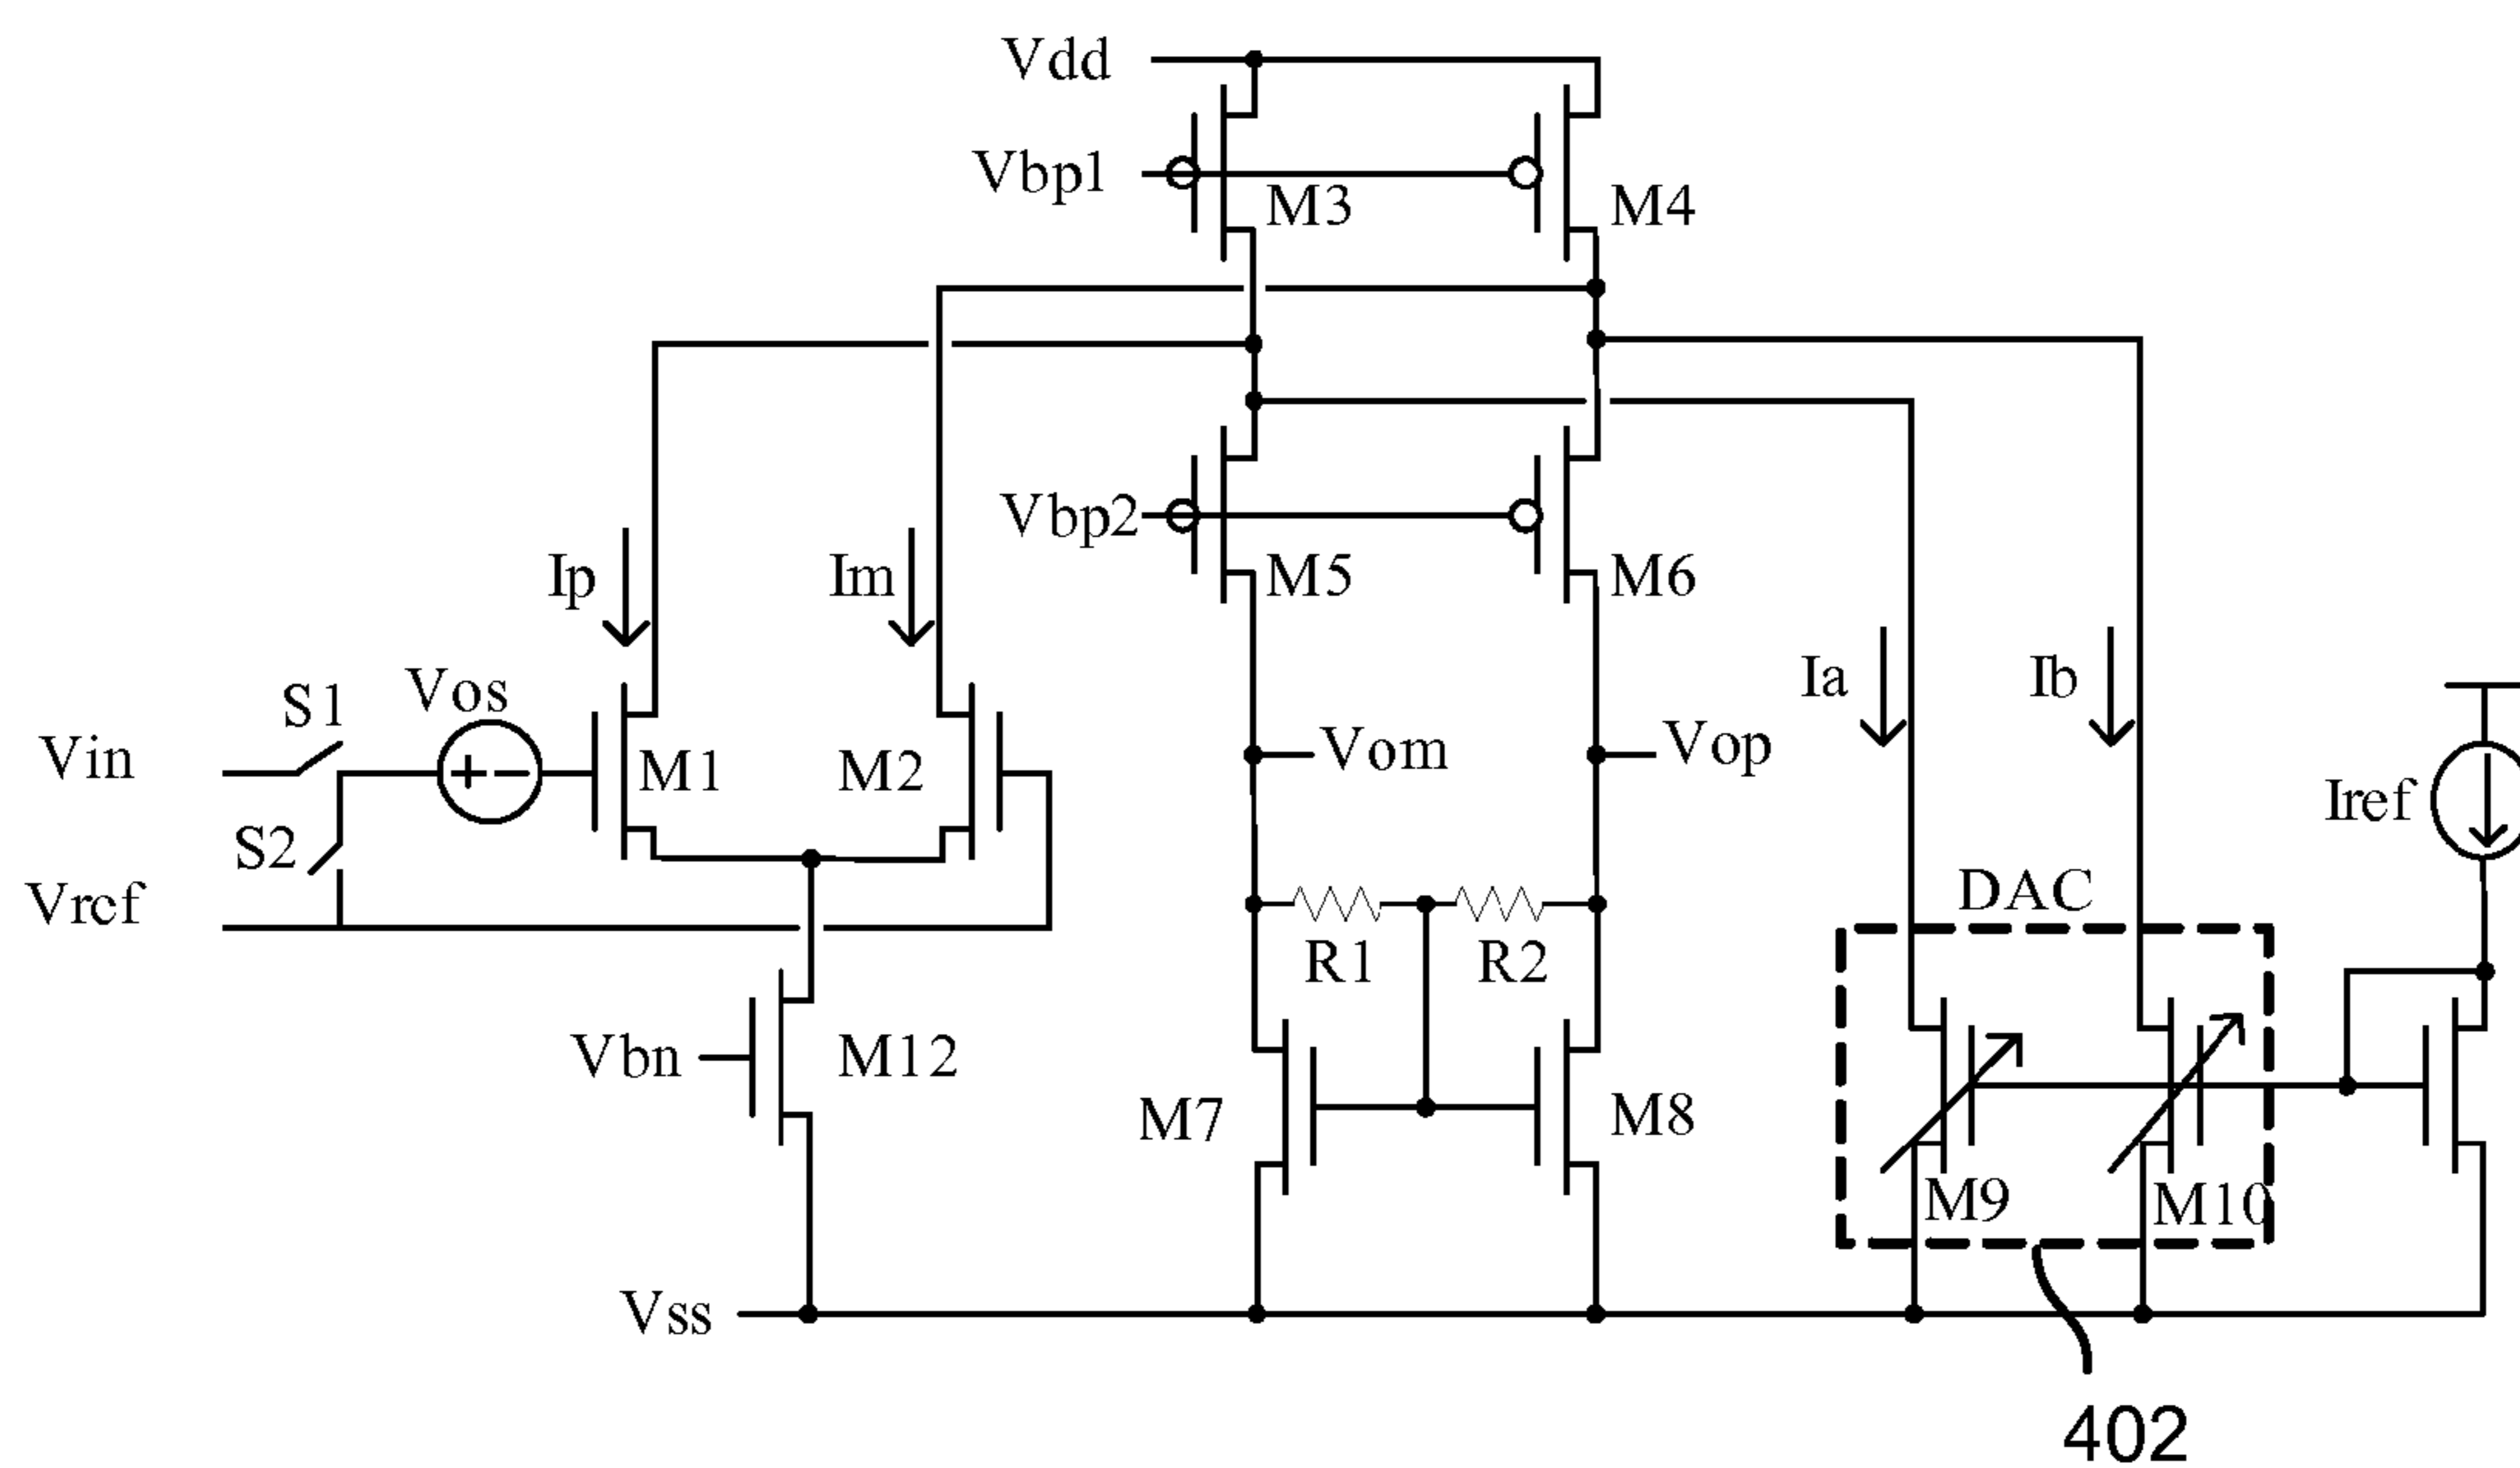 Vdd
Vbp1
M3
M4
Vbp2
M5
M6
Ip
Im
Ia
Ib
S1
Vos
Vin
M1
M2
Vom
Vop
Iref
S2
Vref
R1
R2
DAC
Vbn
M12
M7
M8
M9
M10
Vss
402